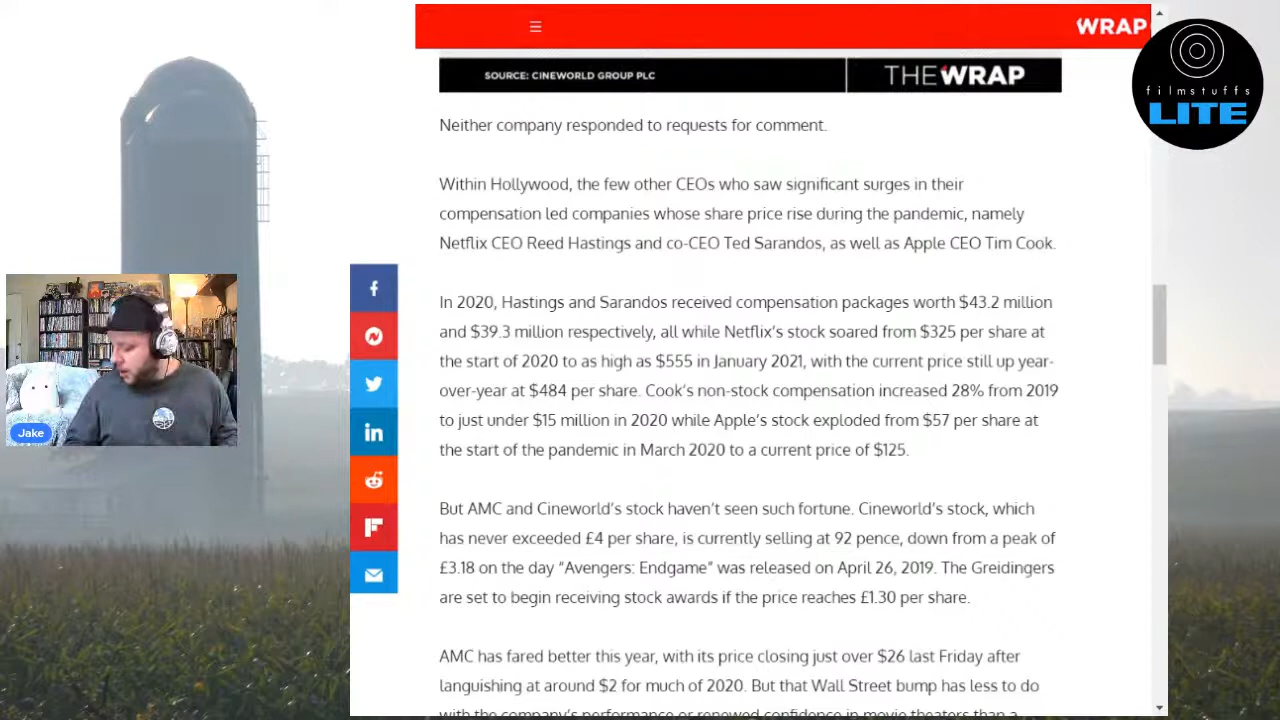 ☰
WRAP
SOURCE: CINEWORLD GROUP PLC
THEWRAP
filmstuffs
LITE
Neither company responded to requests for comment.
Within Hollywood, the few other CEOs who saw significant surges in their
compensation led companies whose share price rise during the pandemic, namely
Netflix CEO Reed Hastings and co-CEO Ted Sarandos, as well as Apple CEO Tim Cook.
In 2020, Hastings and Sarandos received compensation packages worth $43.2 million
and $39.3 million respectively, all while Netflix's stock soared from $325 per share at
the start of 2020 to as high as $555 in January 2021, with the current price still up year-
over-year at $484 per share. Cook's non-stock compensation increased 28% from 2019
to just under $15 million in 2020 while Apple's stock exploded from $57 per share at
the start of the pandemic in March 2020 to a current price of $125.
But AMC and Cineworld's stock haven't seen such fortune. Cineworld's stock, which
has never exceeded £4 per share, is currently selling at 92 pence, down from a peak of
£3.18 on the day “Avengers: Endgame” was released on April 26, 2019. The Greidingers
are set to begin receiving stock awards if the price reaches £1.30 per share.
AMC has fared better this year, with its price closing just over $26 last Friday after
languishing at around $2 for much of 2020. But that Wall Street bump has less to do
with the company's performance or renewed confidence in movie theaters than a
Jake